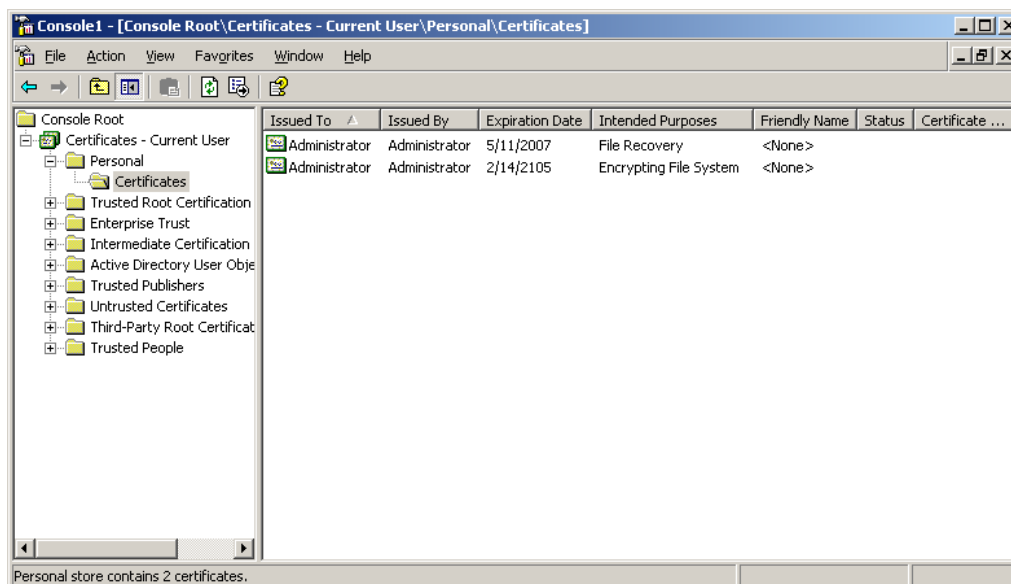 Console1 - [Console Root\Certificates - Current User\Personal\Certificates]
File Action View Favorites Window Help
Console Root
Certificates - Current User
Personal
Certificates
Trusted Root Certification
Enterprise Trust
Intermediate Certification
Active Directory User Obje
Trusted Publishers
Untrusted Certificates
Third-Party Root Certificat
Trusted People
Issued To Issued By Expiration Date Intended Purposes Friendly Name Status Certificate ...
Administrator Administrator 5/11/2007 File Recovery <None>
Administrator Administrator 2/14/2105 Encrypting File System <None>
Personal store contains 2 certificates.